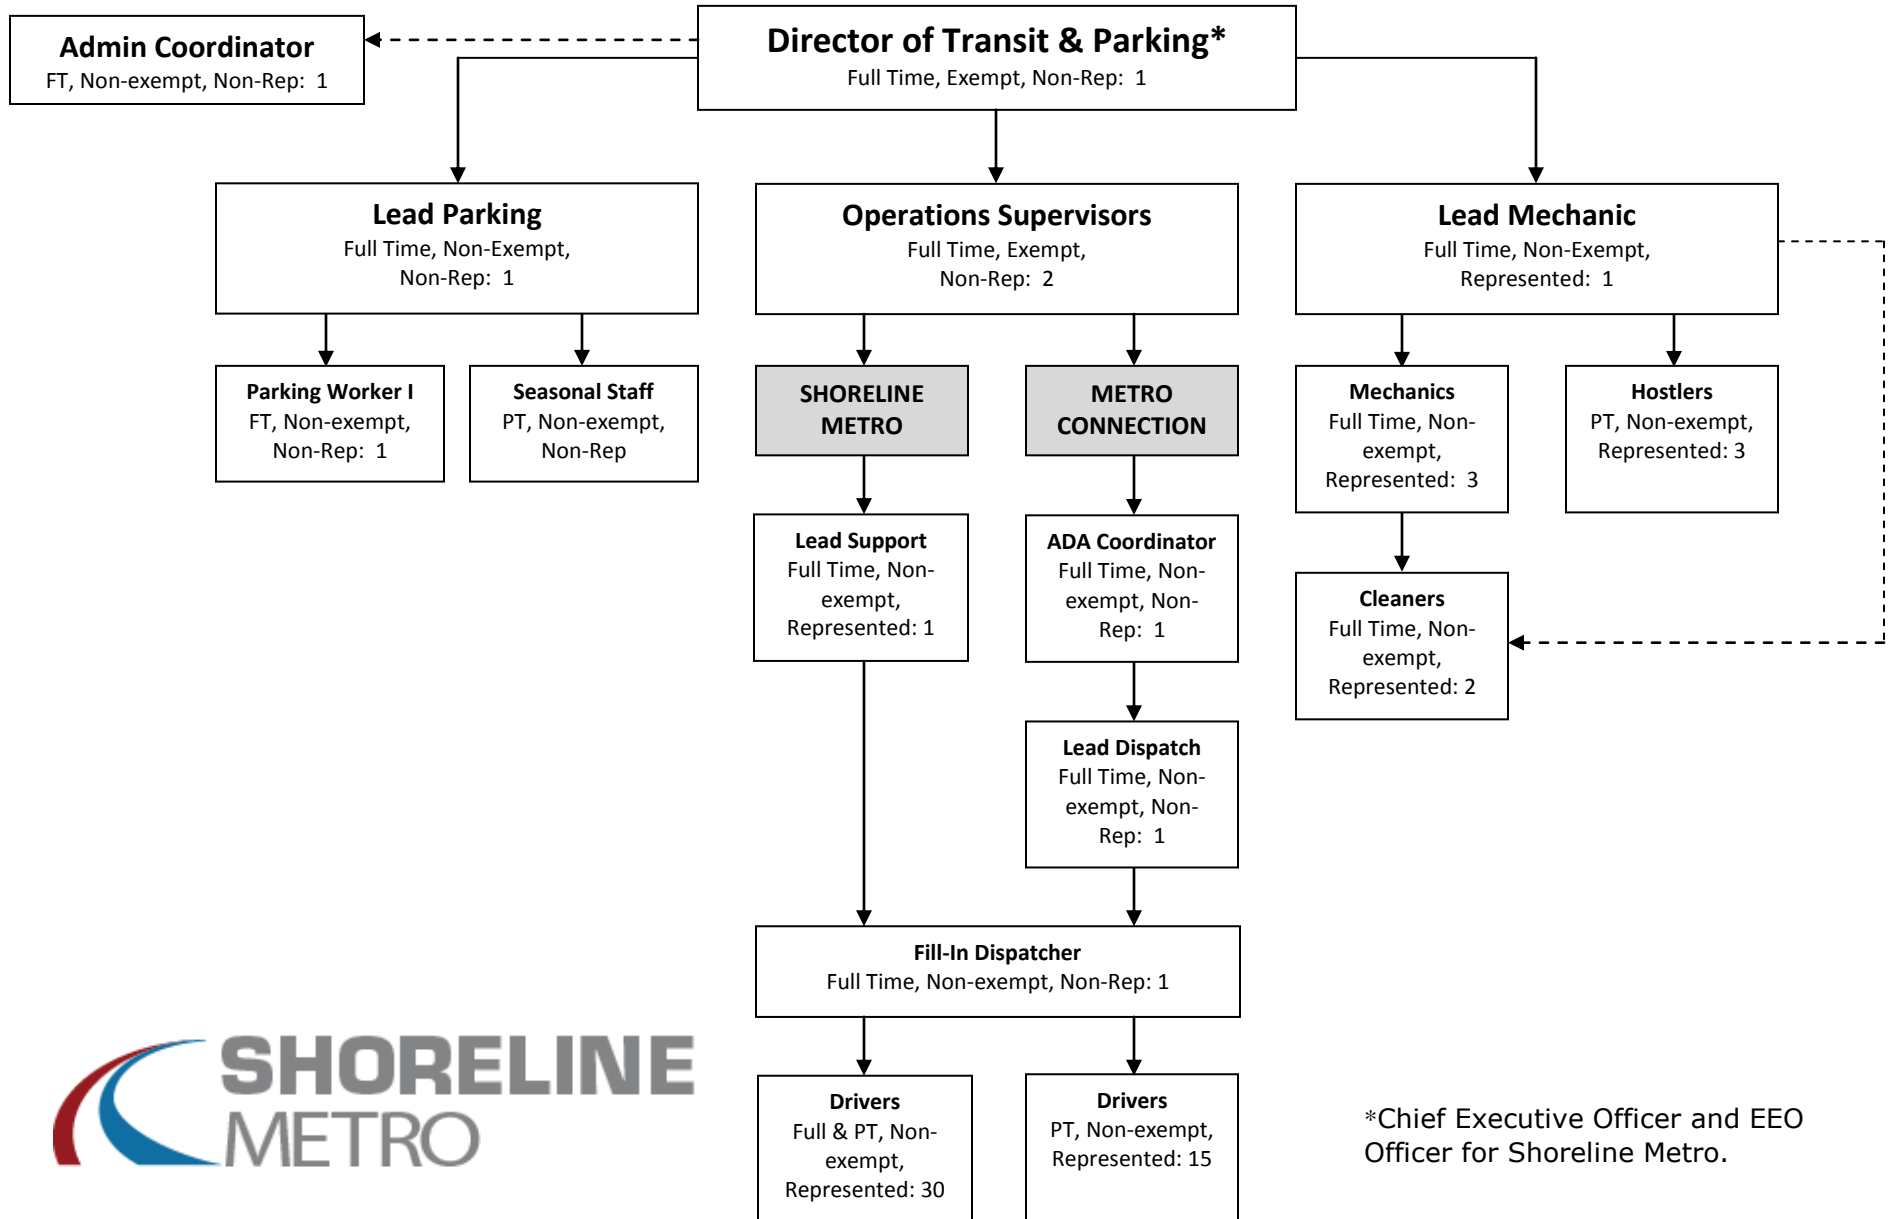 Admin Coordinator
FT, Non-exempt, Non-Rep: 1
Director of Transit & Parking*
Full Time, Exempt, Non-Rep: 1
Lead Parking
Full Time, Non-Exempt,
Non-Rep: 1
Operations Supervisors
Full Time, Exempt,
Non-Rep: 2
Lead Mechanic
Full Time, Non-Exempt,
Represented: 1
Parking Worker I
FT, Non-exempt,
Non-Rep: 1
Seasonal Staff
PT, Non-exempt,
Non-Rep
SHORELINE
METRO
METRO
CONNECTION
Mechanics
Full Time, Non-
exempt,
Represented: 3
Hostlers
PT, Non-exempt,
Represented: 3
Lead Support
Full Time, Non-
exempt,
Represented: 1
ADA Coordinator
Full Time, Non-
exempt, Non-
Rep: 1
Cleaners
Full Time, Non-
exempt,
Represented: 2
Lead Dispatch
Full Time, Non-
exempt, Non-
Rep: 1
Fill-In Dispatcher
Full Time, Non-exempt, Non-Rep: 1
Drivers
Full & PT, Non-
exempt,
Represented: 30
Drivers
PT, Non-exempt,
Represented: 15
SHORELINE
METRO
*Chief Executive Officer and EEO
Officer for Shoreline Metro.